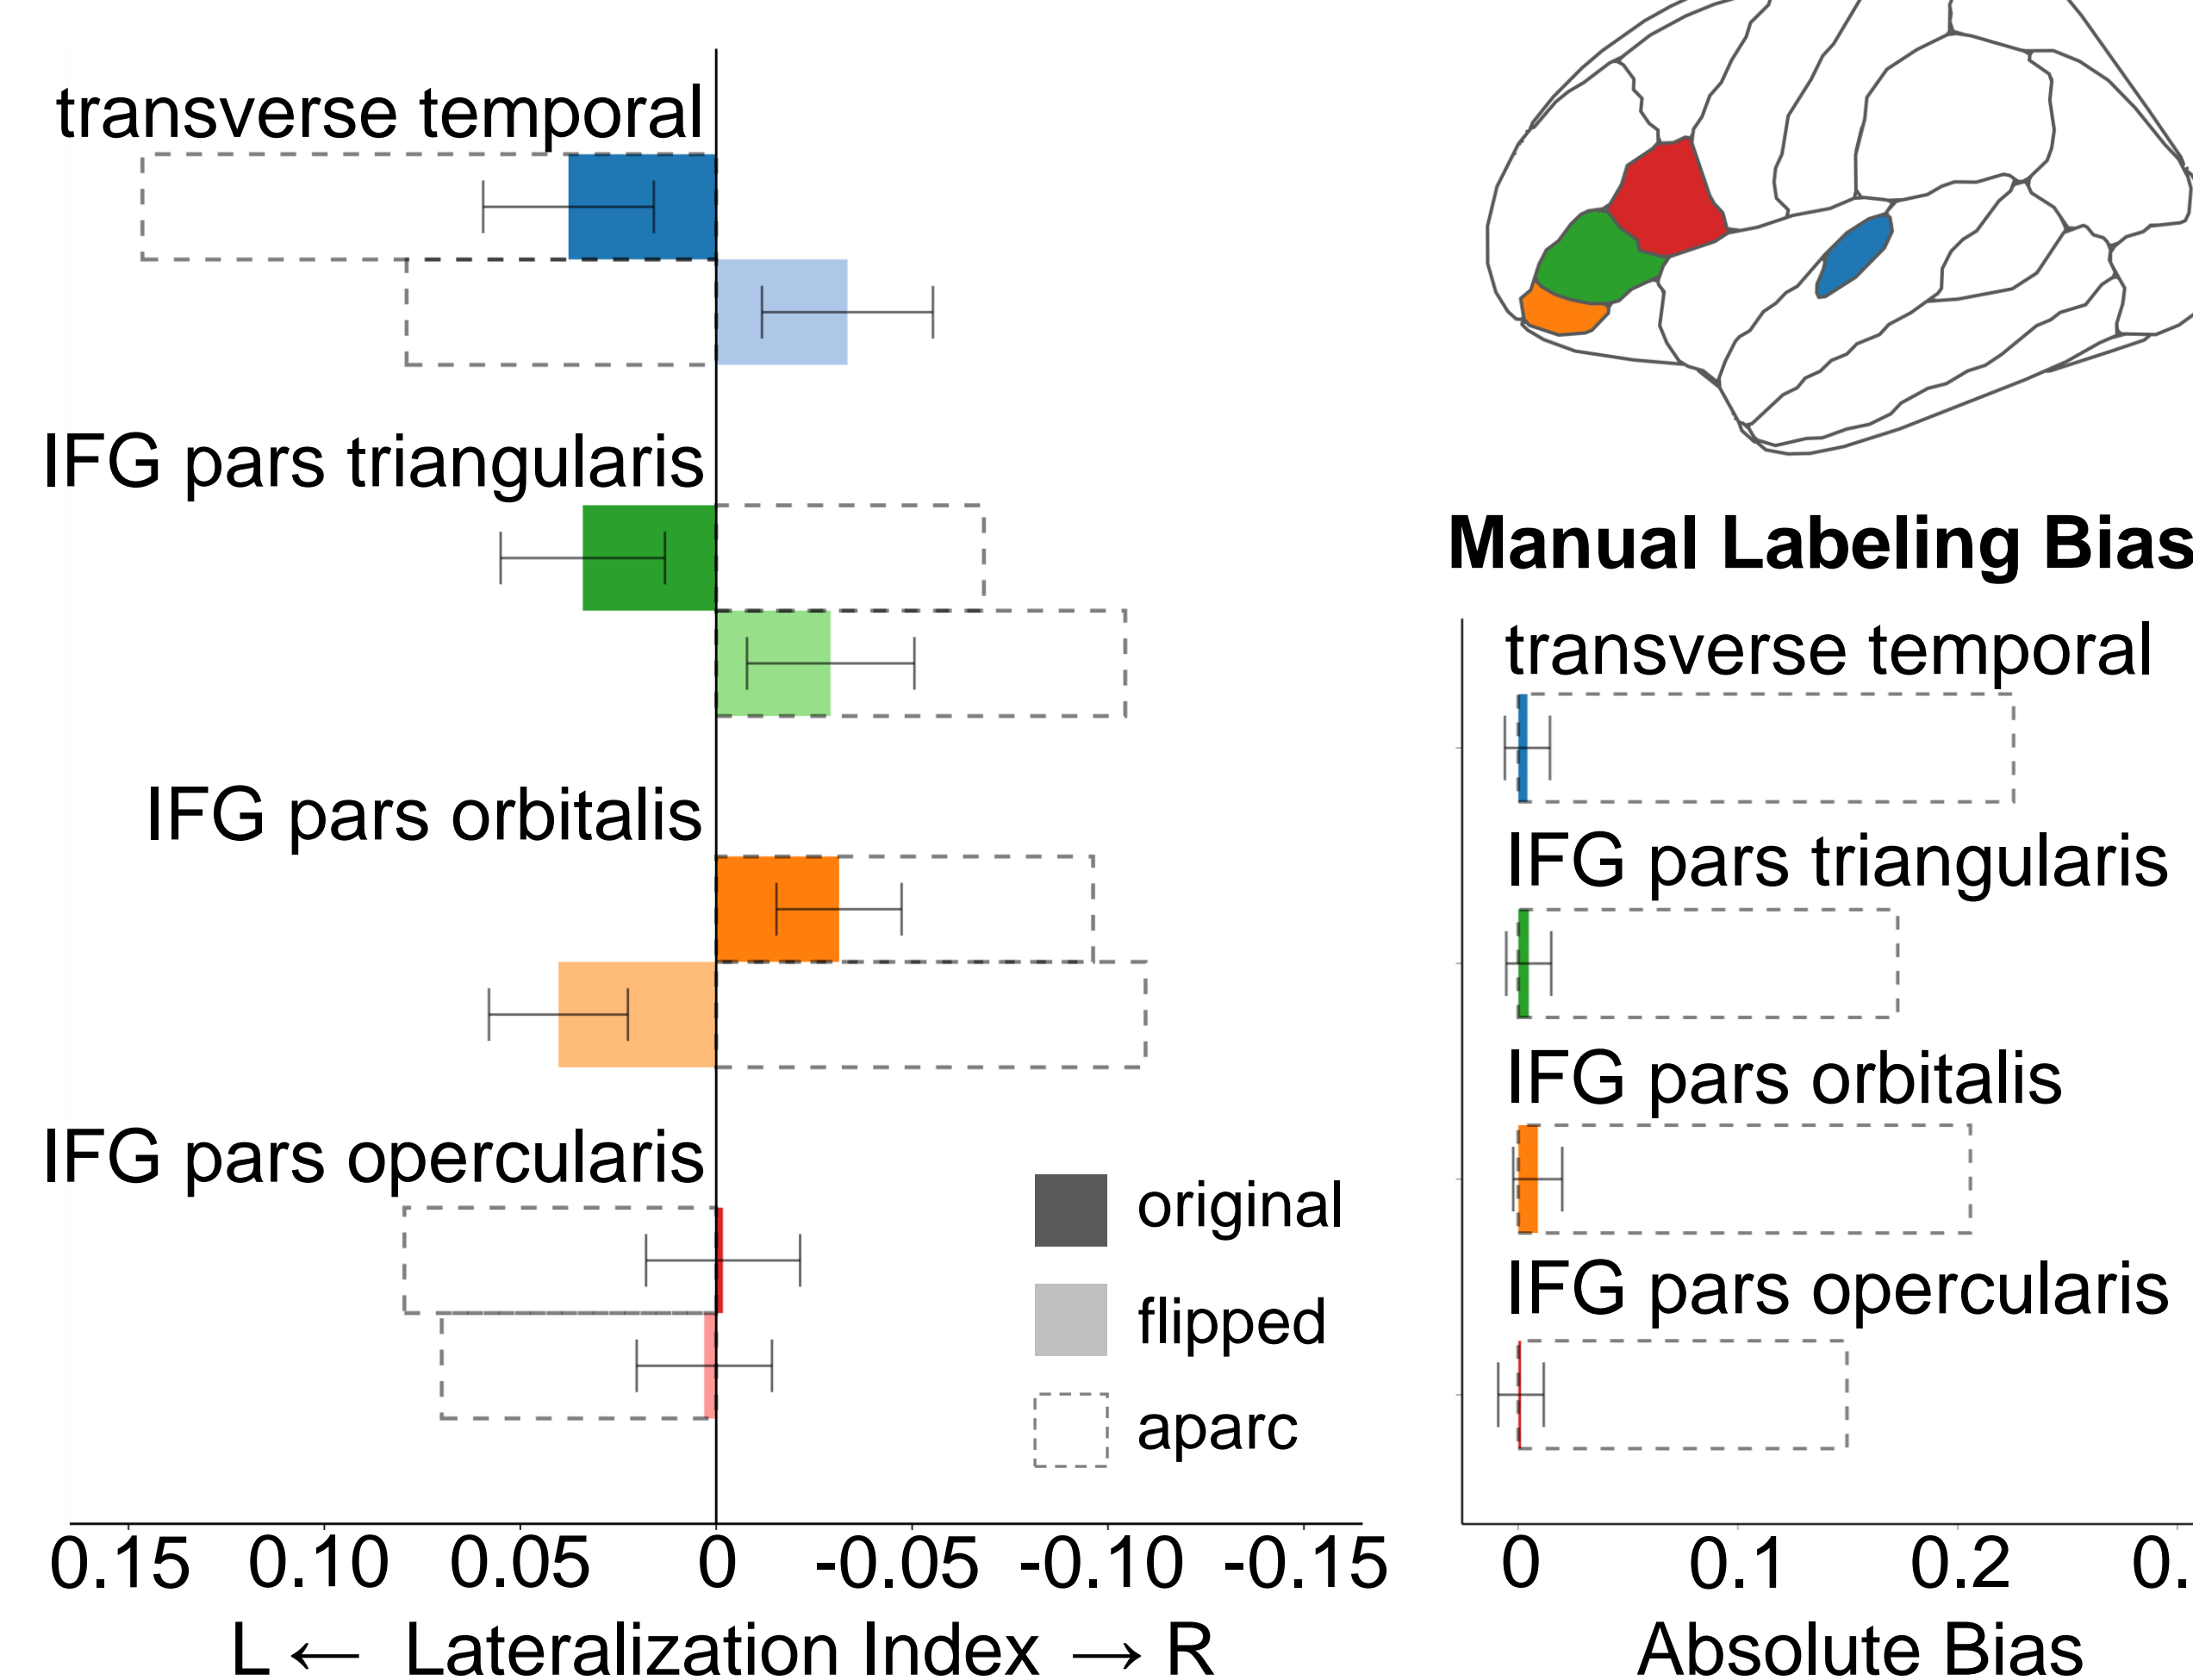 transverse temporal
IFG pars triangularis
IFG pars orbitalis
IFG pars opercularis
original
flipped
aparc
0.15 0.10 0.05 0 -0.05 -0.10 -0.15
L ← Lateralization Index → R
Manual Labeling Bias
transverse temporal
IFG pars triangularis
IFG pars orbitalis
IFG pars opercularis
0 0.1 0.2 0.
Absolute Bias